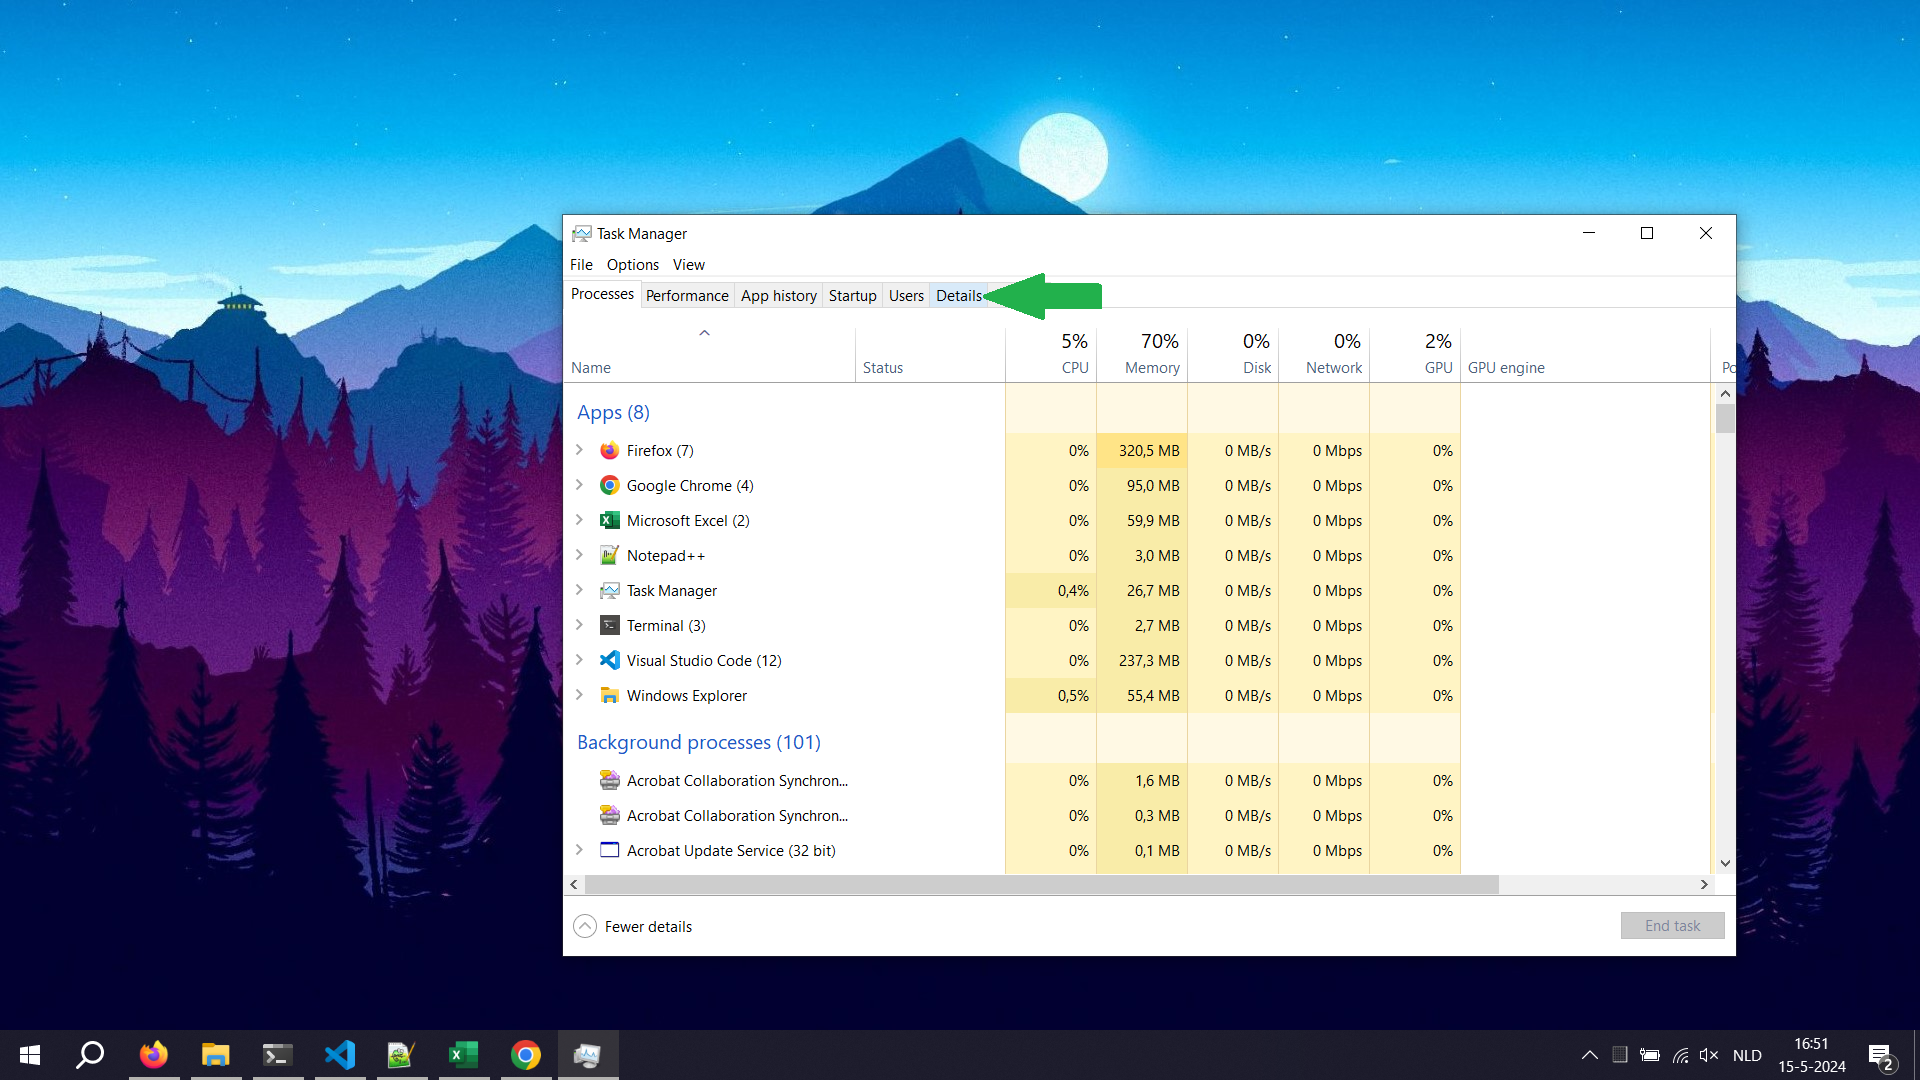 Task Manager
File Options View
Processes Performance App history Startup Users Details
5% 70% 0% 0% 2%
Name Status CPU Memory Disk Network GPU GPU engine Po
Apps (8)
Firefox (7) 0% 320,5 MB 0 MB/s 0 Mbps 0%
Google Chrome (4) 0% 95,0 MB 0 MB/s 0 Mbps 0%
Microsoft Excel (2) 0% 59,9 MB 0 MB/s 0 Mbps 0%
Notepad++ 0% 3,0 MB 0 MB/s 0 Mbps 0%
Task Manager 0,4% 26,7 MB 0 MB/s 0 Mbps 0%
Terminal (3) 0% 2,7 MB 0 MB/s 0 Mbps 0%
Visual Studio Code (12) 0% 237,3 MB 0 MB/s 0 Mbps 0%
Windows Explorer 0,5% 55,4 MB 0 MB/s 0 Mbps 0%
Background processes (101)
Acrobat Collaboration Synchron... 0% 1,6 MB 0 MB/s 0 Mbps 0%
Acrobat Collaboration Synchron... 0% 0,3 MB 0 MB/s 0 Mbps 0%
Acrobat Update Service (32 bit) 0% 0,1 MB 0 MB/s 0 Mbps 0%
Fewer details End task
NLD 16:51
15-5-2024 2